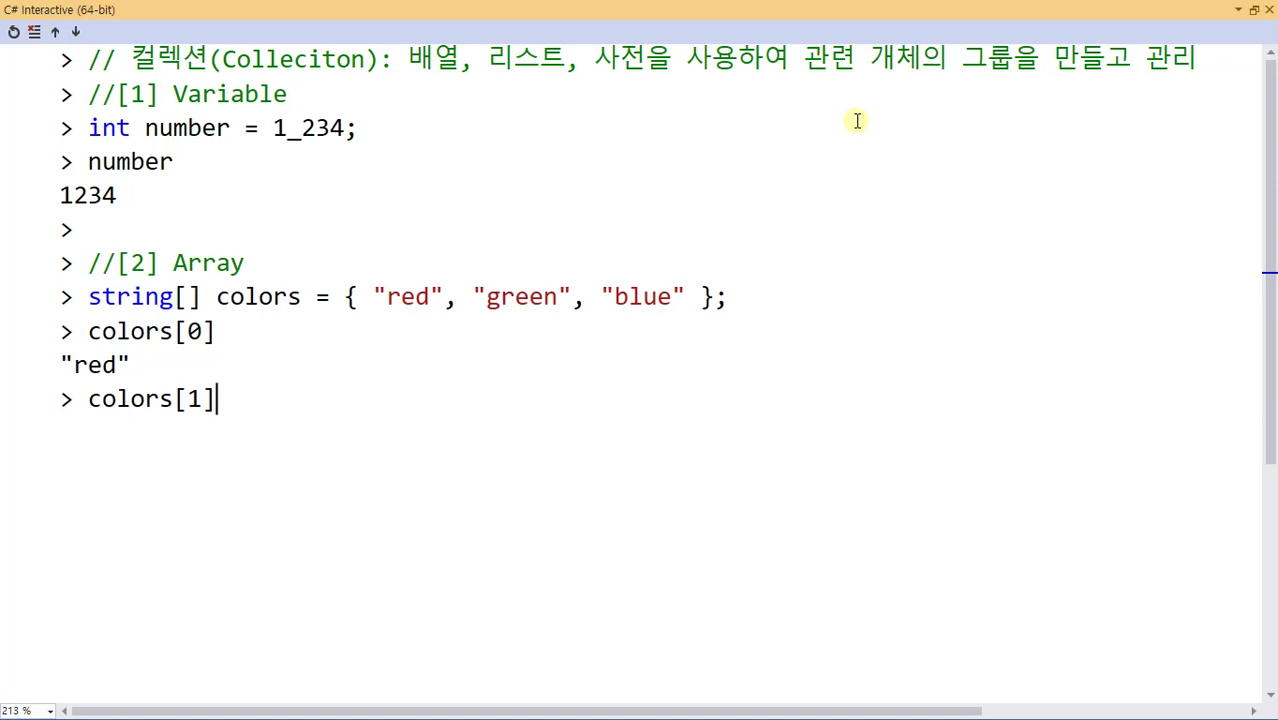 C# Interactive (64-bit)
> // 컬렉션(Colleciton): 배열, 리스트, 사전을 사용하여 관련 개체의 그룹을 만들고 관리
> //[1] Variable
> int number = 1_234;
> number
1234
>
> //[2] Array
> string[] colors = { "red", "green", "blue" };
> colors[0]
"red"
> colors[1]
213 %